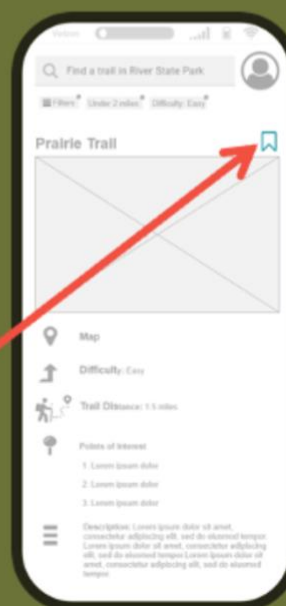 Verizon
Find a trail in River State Park
Filters Under 2 miles Difficulty: Easy
Prairie Trail
Map
Difficulty: Easy
Trail Distance: 1.5 miles
Points of Interest
1. Lorem ipsum dolor
2. Lorem ipsum dolor
3. Lorem ipsum dolor
Description: Lorem ipsum dolor sit amet,
consectetur adipiscing elit, sed do eiusmod tempor.
Lorem ipsum dolor sit amet, consectetur adipiscing
elit, sed do eiusmod tempor.Lorem ipsum dolor sit
amet, consectetur adipiscing elit, sed do eiusmod
tempor.